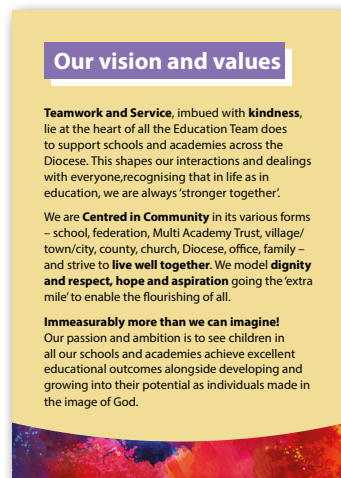 Our vision and values
Teamwork and Service, imbued with kindness,
lie at the heart of all the Education Team does
to support schools and academies across the
Diocese. This shapes our interactions and dealings
with everyone,recognising that in life as in
education, we are always ‘stronger together’.
We are Centred in Community in its various forms
– school, federation, Multi Academy Trust, village/
town/city, county, church, Diocese, office, family –
and strive to live well together. We model dignity
and respect, hope and aspiration going the ‘extra
mile’ to enable the flourishing of all.
Immeasurably more than we can imagine!
Our passion and ambition is to see children in
all our schools and academies achieve excellent
educational outcomes alongside developing and
growing into their potential as individuals made in
the image of God.